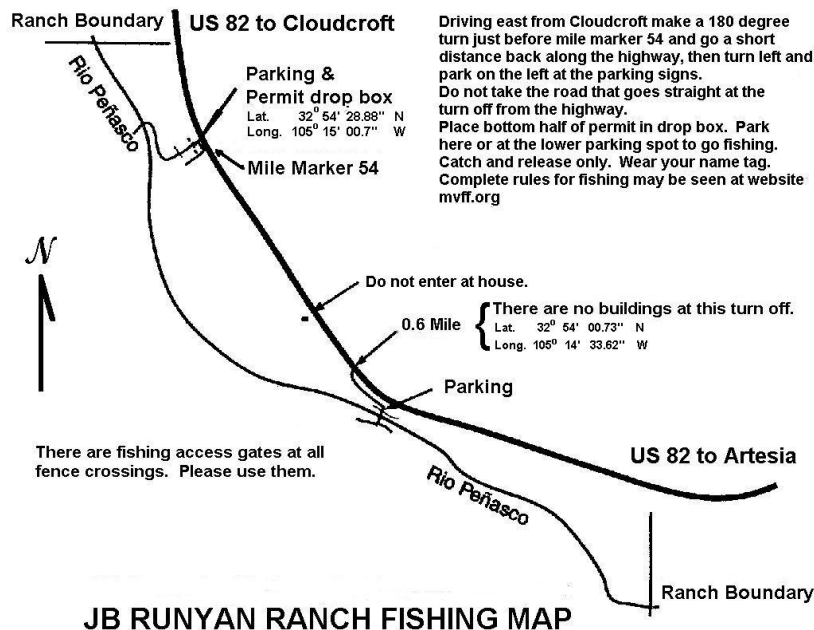 Ranch Boundary
US 82 to Cloudcroft
Driving east from Cloudcroft make a 180 degree
turn just before mile marker 54 and go a short
distance back along the highway, then turn left and
park on the left at the parking signs.
Do not take the road that goes straight at the
turn off from the highway.
Place bottom half of permit in drop box.  Park
here or at the lower parking spot to go fishing.
Catch and release only.  Wear your name tag.
Complete rules for fishing may be seen at website
mvff.org
Rio Peñasco
Parking &
Permit drop box
Lat. 32⁰ 54' 28.88" N
Long. 105⁰ 15' 00.7" W
Mile Marker 54
N
Do not enter at house.
0.6 Mile
There are no buildings at this turn off.
Lat. 32⁰ 54' 00.73" N
Long. 105⁰ 14' 33.62" W
Parking
There are fishing access gates at all
fence crossings.  Please use them.
US 82 to Artesia
Rio Peñasco
Ranch Boundary
JB RUNYAN RANCH FISHING MAP